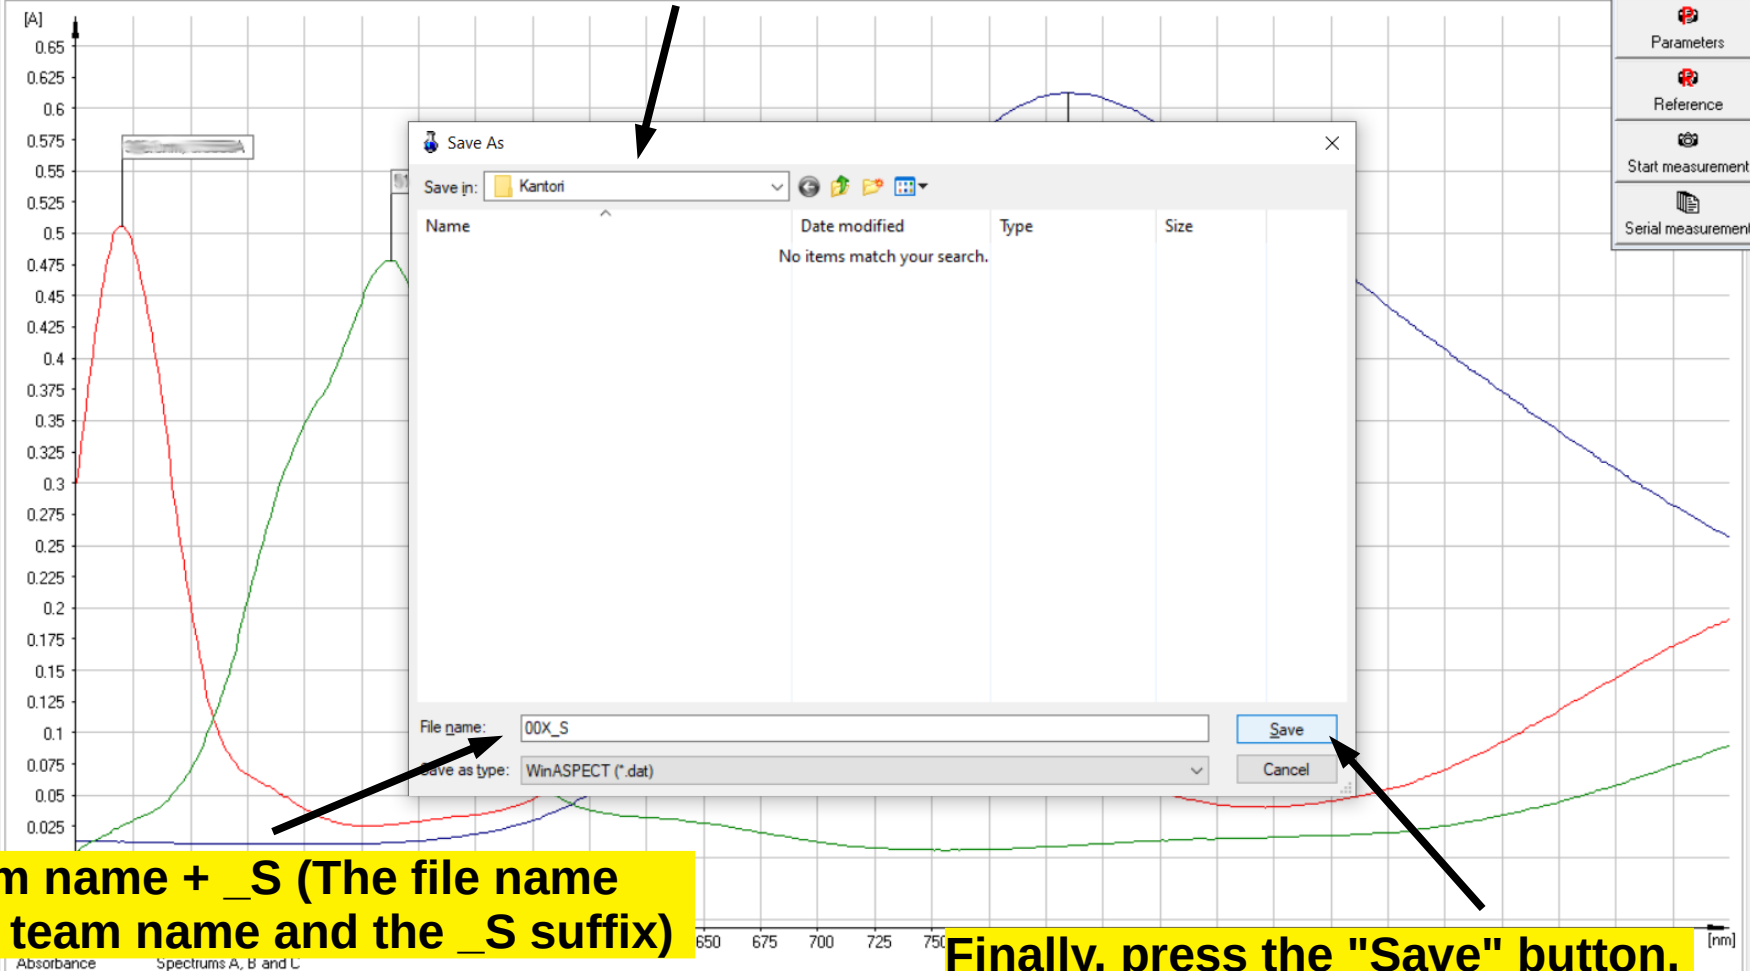 [A]
0.65
0.625
0.6
0.575
0.55
0.525
0.5
0.475
0.45
0.425
0.4
0.375
0.35
0.325
0.3
0.275
0.25
0.225
0.2
0.175
0.15
0.125
0.1
0.075
0.05
0.025
Parameters
Reference
Start measurement
Serial measurement
Save As
Save in: Kantori
Name Date modified Type Size
No items match your search.
File name: 00X_S Save
Save as type: WinASPECT (*.dat) Cancel
name + _S (The file name
team name and the _S suffix)
650 675 700 725 750 [nm]
Finally, press the "Save" button.
Absorbance Spectrums A, B and C